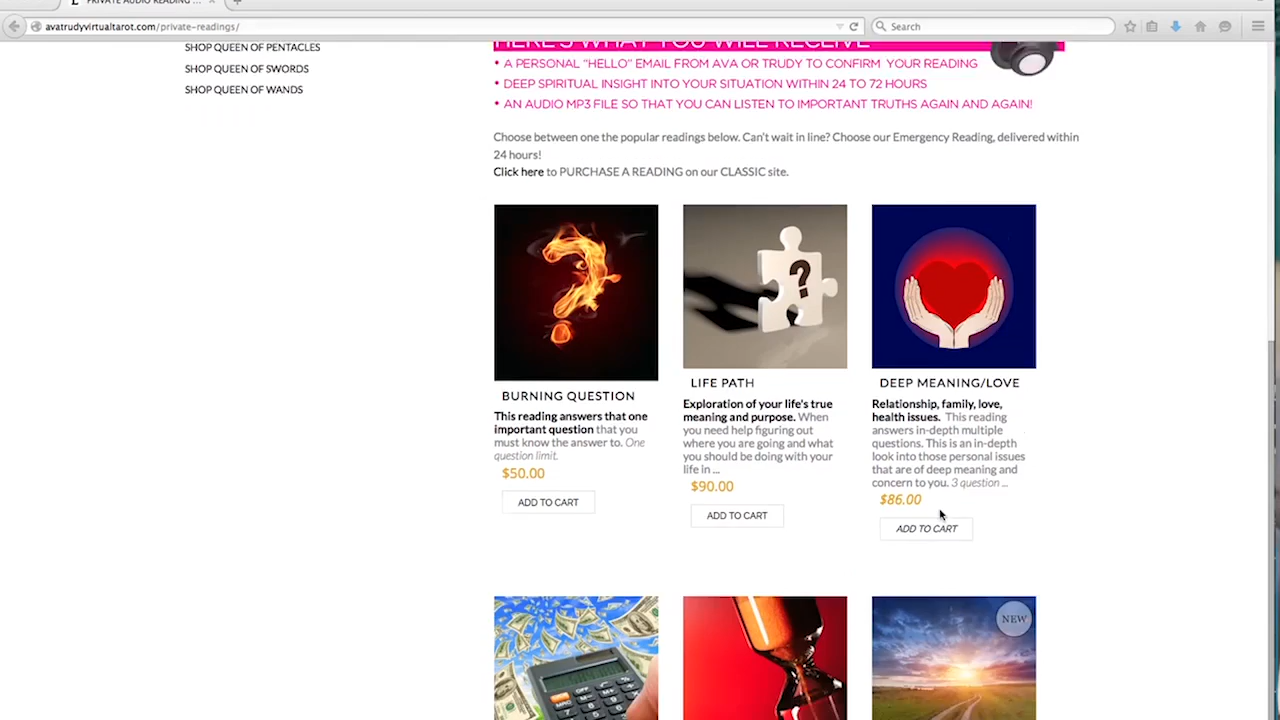 PRIVATE AUDIO READING ...
avatrudyvirtualtarot.com/private-readings/
Search
SHOP QUEEN OF PENTACLES
SHOP QUEEN OF SWORDS
SHOP QUEEN OF WANDS
HERE'S WHAT YOU WILL RECEIVE
• A PERSONAL “HELLO” EMAIL FROM AVA OR TRUDY TO CONFIRM YOUR READING
• DEEP SPIRITUAL INSIGHT INTO YOUR SITUATION WITHIN 24 TO 72 HOURS
• AN AUDIO MP3 FILE SO THAT YOU CAN LISTEN TO IMPORTANT TRUTHS AGAIN AND AGAIN!
Choose between one the popular readings below. Can't wait in line? Choose our Emergency Reading, delivered within
24 hours!
Click here to PURCHASE A READING on our CLASSIC site.
BURNING QUESTION
This reading answers that one
important question that you
must know the answer to. One
question limit.
$50.00
ADD TO CART
LIFE PATH
Exploration of your life's true
meaning and purpose. When
you need help figuring out
where you are going and what
you should be doing with your
life in ...
$90.00
ADD TO CART
DEEP MEANING/LOVE
Relationship, family, love,
health issues. This reading
answers in-depth multiple
questions. This is an in-depth
look into those personal issues
that are of deep meaning and
concern to you. 3 question ...
$86.00
ADD TO CART
NEW